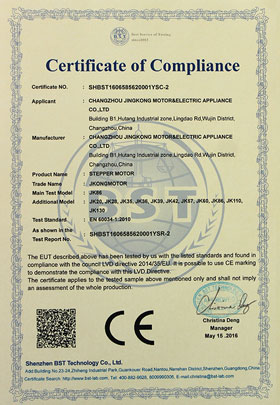 Certificate of Compliance
Certificate NO. : SHBST1606585620001YSC-2
Applicant : CHANGZHOU JINGKONG MOTOR&ELECTRIC APPLIANCE
CO.,LTD
Building B1,Hutang Industrial zone,Lingdao Rd,Wujin District,
Changzhou,China
Manufacturer : CHANGZHOU JINGKONG MOTOR&ELECTRIC APPLIANCE
CO.,LTD
Building B1,Hutang Industrial zone,Lingdao Rd,Wujin District,
Changzhou,China
Product : STEPPER MOTOR
Trade Name : JKONGMOTOR
Main Test Model : JK86
Additional Model : JK20, JK28, JK35, JK36, JK39, JK42, JK57, JK60, JK86, JK110,
JK130
Test Standard : EN 60034-1:2010
Test Report No. : SHBST1606585620001YSR-2
The EUT described above has been tested by us with the listed standards and found in
compliance with the council LVD directive 2014/35/EU. It is possible to use CE marking
to demonstrate the compliance with this LVD Directive.
The certificate applies to the tested sample above mentioned only and shall not imply
an assessment of the whole production.
BST
CE
Christina Deng
Manager
May 15 ,2016
Shenzhen BST Technology Co., Ltd.